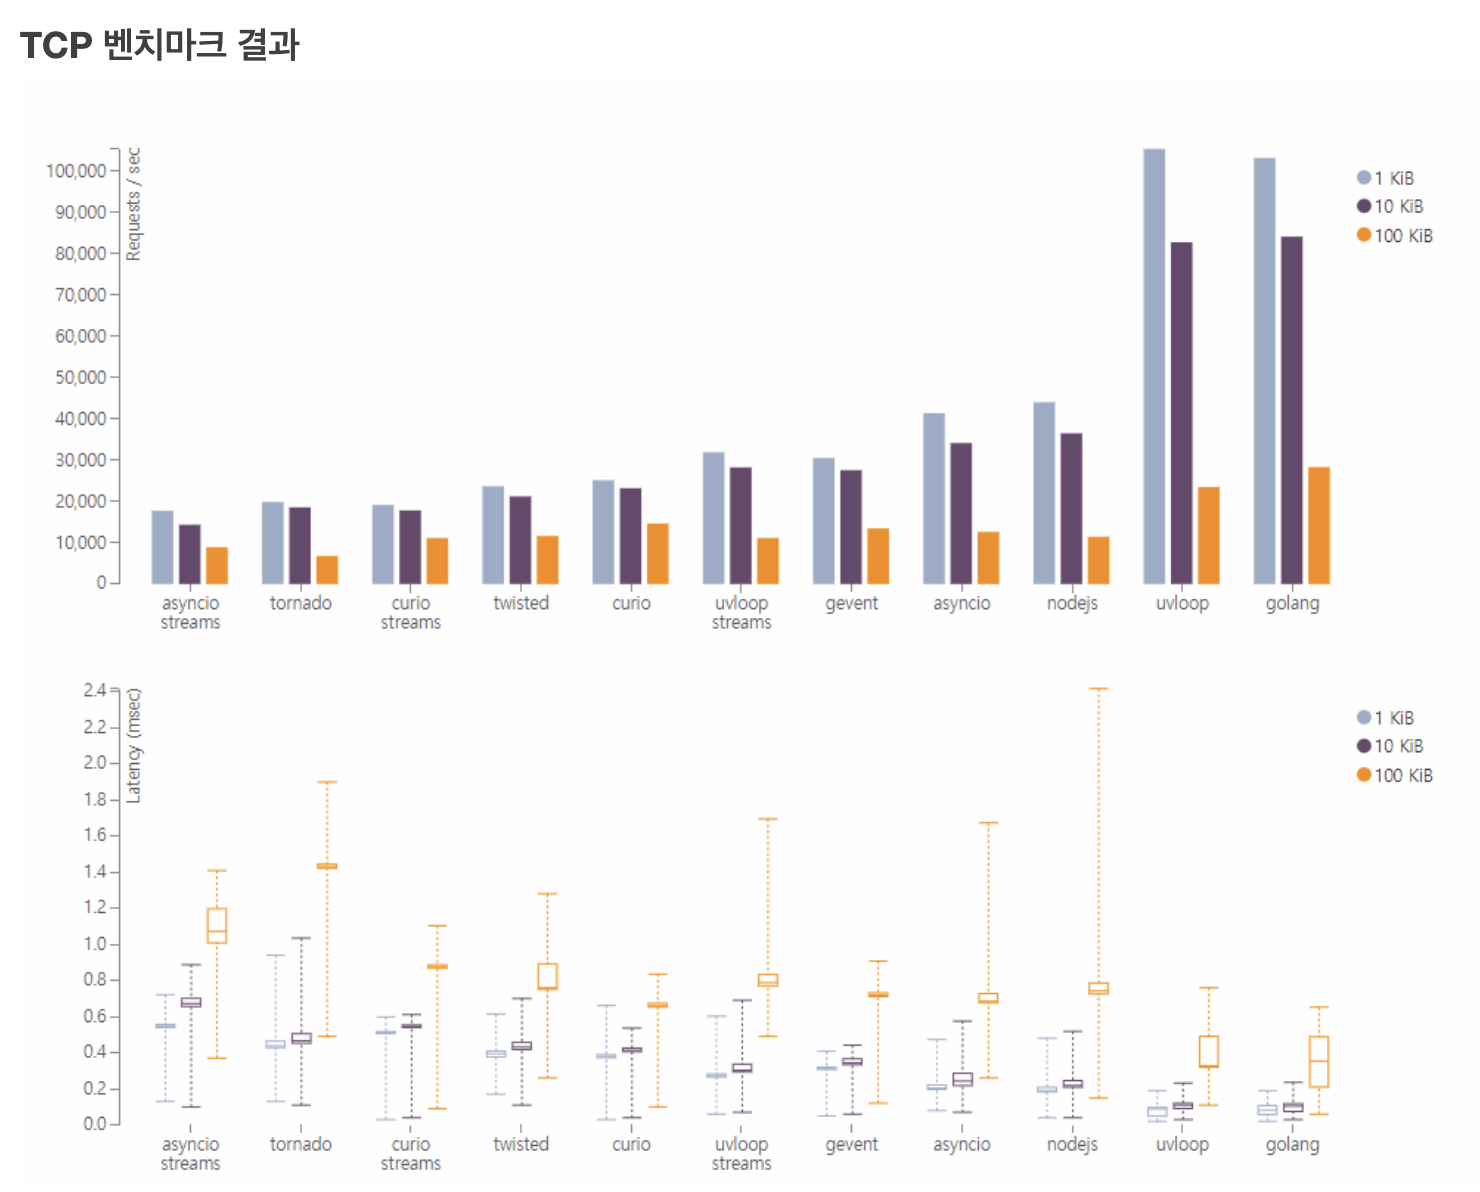 TCP 벤치마크 결과
Requests / sec
100,000
90,000
80,000
70,000
60,000
50,000
40,000
30,000
20,000
10,000
0
1 KiB
10 KiB
100 KiB
asyncio streams
tornado
curio streams
twisted
curio
uvloop streams
gevent
asyncio
nodejs
uvloop
golang
Latency (msec)
2.4
2.2
2.0
1.8
1.6
1.4
1.2
1.0
0.8
0.6
0.4
0.2
0.0
1 KiB
10 KiB
100 KiB
asyncio streams
tornado
curio streams
twisted
curio
uvloop streams
gevent
asyncio
nodejs
uvloop
golang